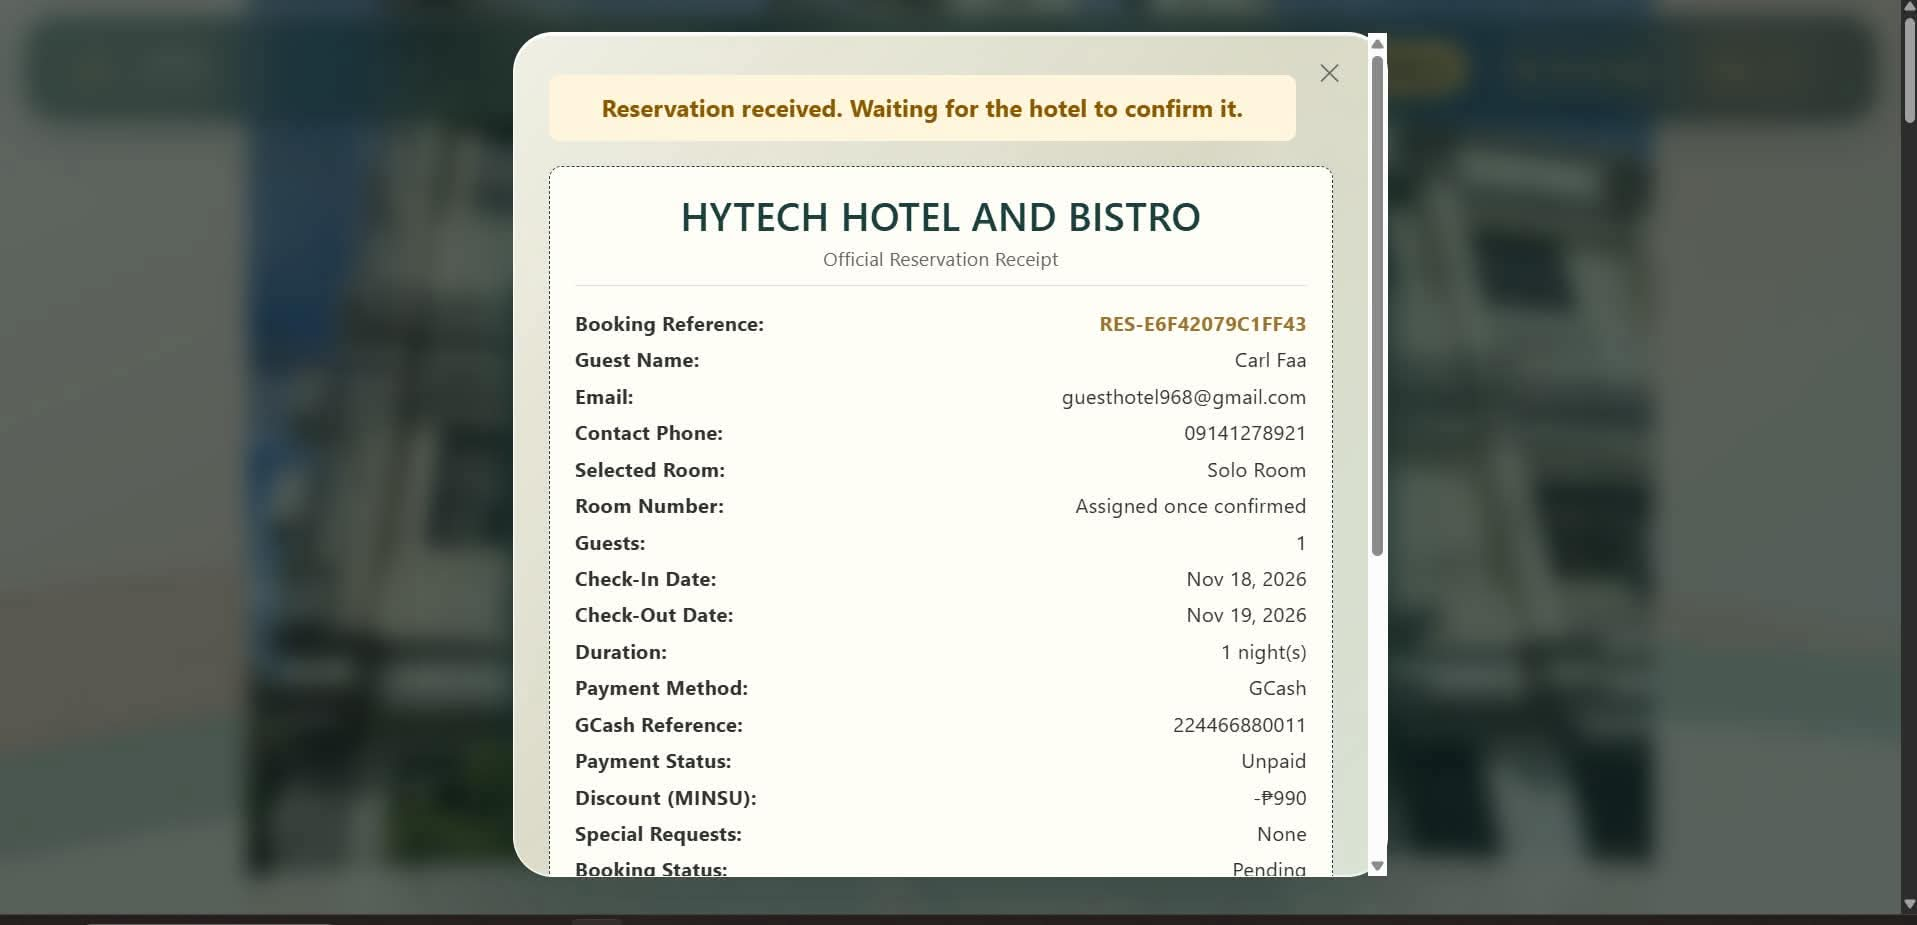 Reservation received. Waiting for the hotel to confirm it.
HYTECH HOTEL AND BISTRO
Official Reservation Receipt
Booking Reference: RES-E6F42079C1FF43
Guest Name: Carl Faa
Email: guesthotel968@gmail.com
Contact Phone: 09141278921
Selected Room: Solo Room
Room Number: Assigned once confirmed
Guests: 1
Check-In Date: Nov 18, 2026
Check-Out Date: Nov 19, 2026
Duration: 1 night(s)
Payment Method: GCash
GCash Reference: 224466880011
Payment Status: Unpaid
Discount (MINSU): -₱990
Special Requests: None
Booking Status: Pending